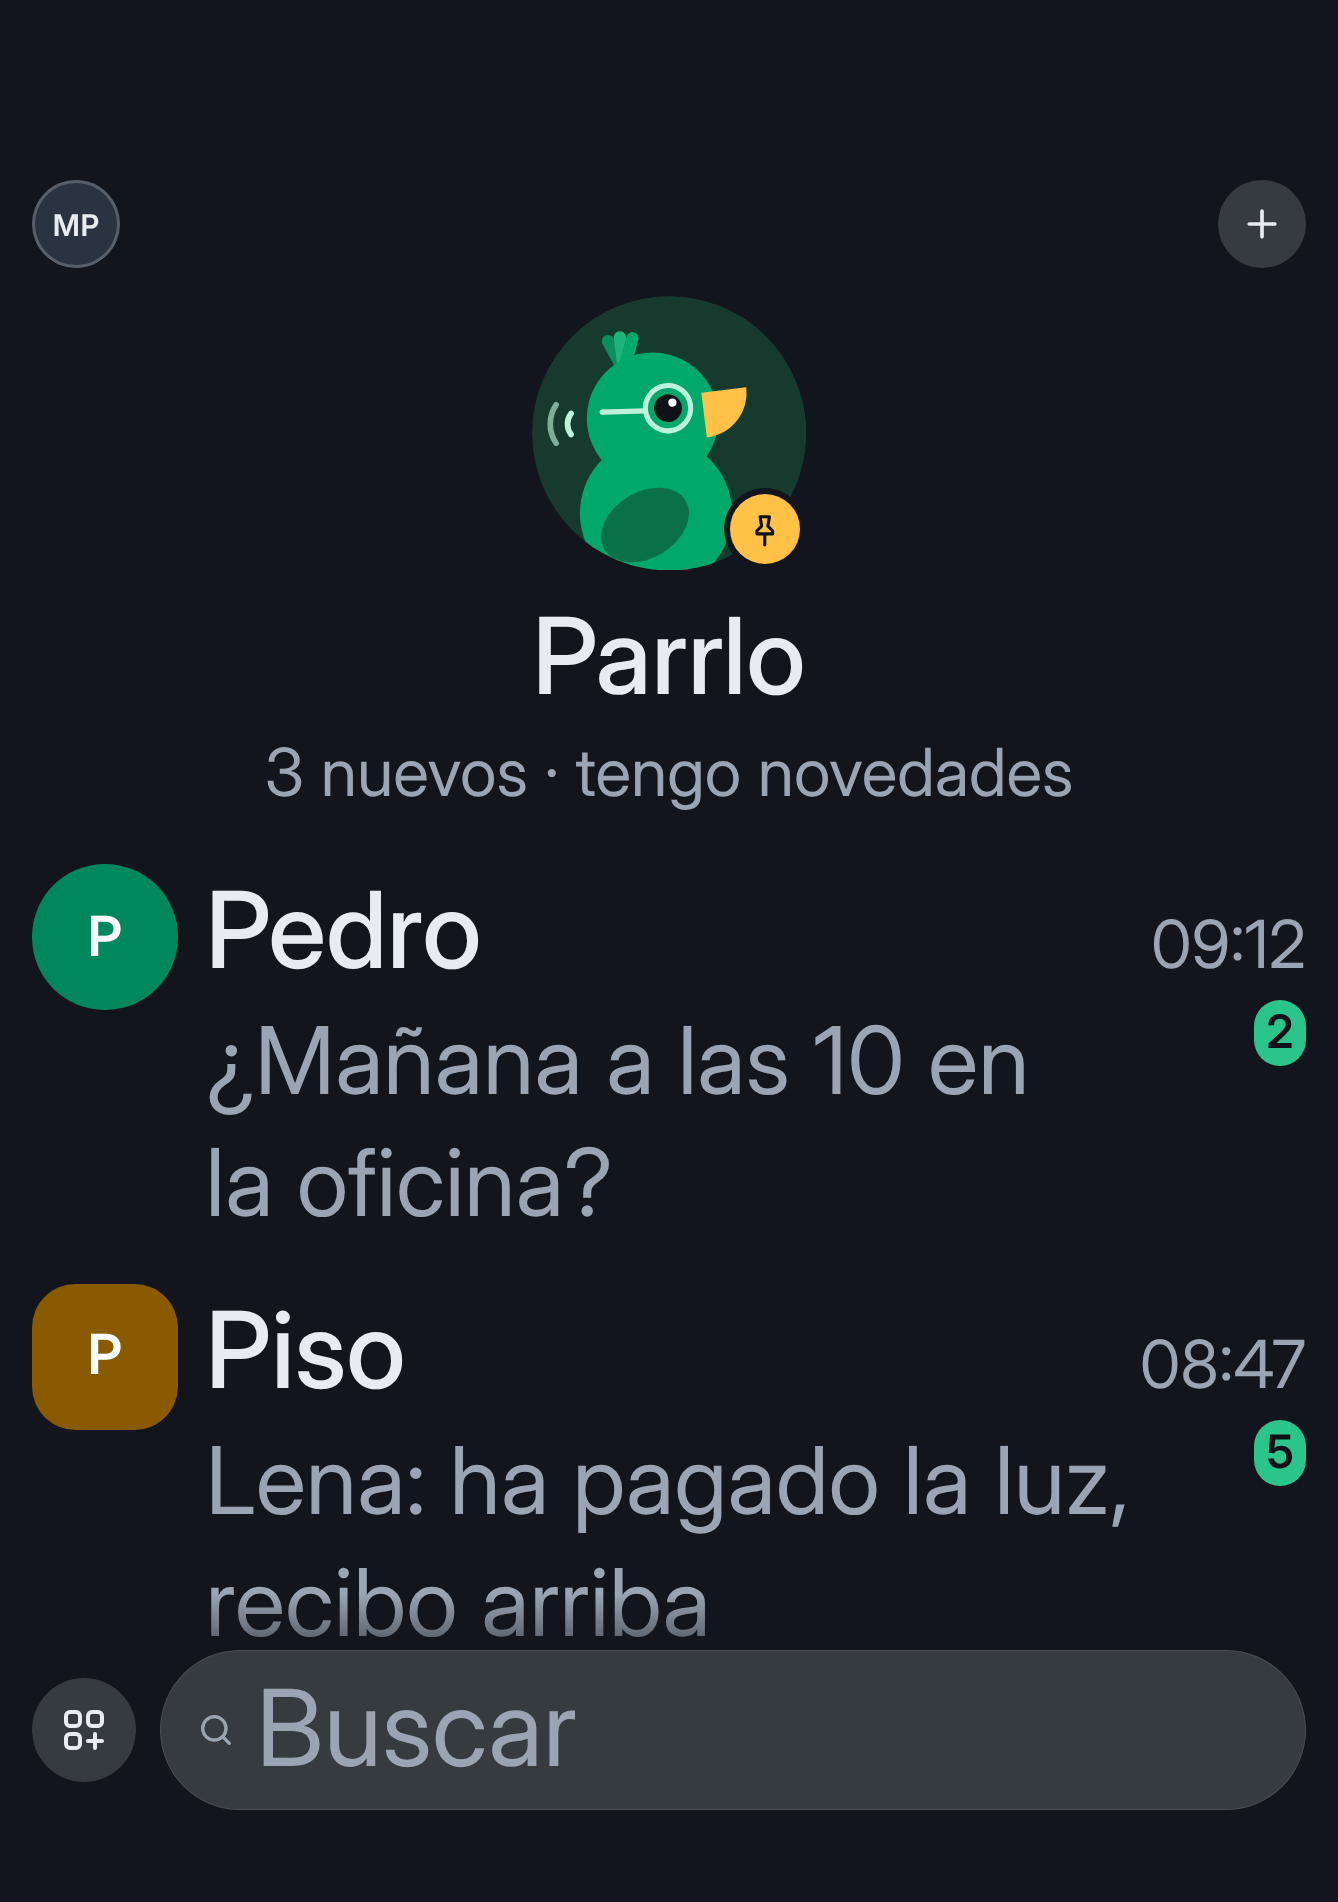 MP
Parrlo
3 nuevos · tengo novedades
P
Pedro
09:12
¿Mañana a las 10 en
2
la oficina?
P
Piso
08:47
Lena: ha pagado la luz,
5
recibo arriba
Buscar